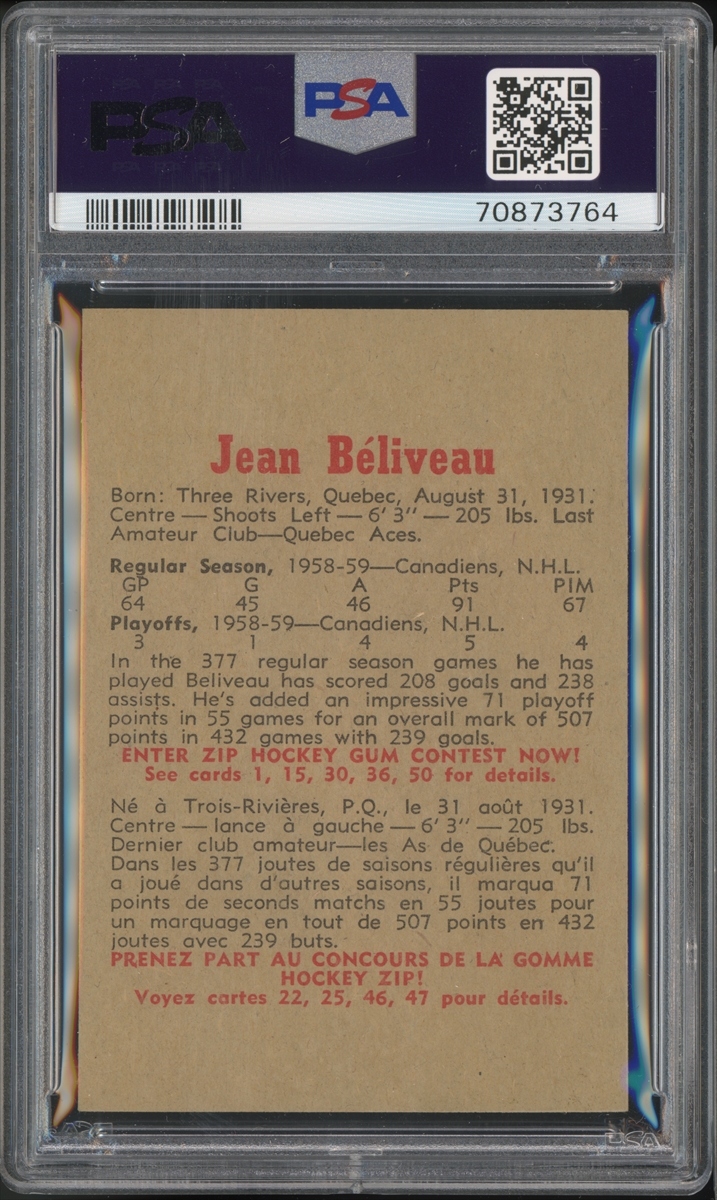 PSA
PSA
70873764
Jean Béliveau
Born: Three Rivers, Quebec, August 31, 1931.
Centre — Shoots Left — 6' 3" — 205 lbs. Last
Amateur Club—Quebec Aces.
Regular Season, 1958-59—Canadiens, N.H.L.
GP G A Pts PIM
64 45 46 91 67
Playoffs, 1958-59—Canadiens, N.H.L.
3 1 4 5 4
In the 377 regular season games he has
played Beliveau has scored 208 goals and 238
assists. He's added an impressive 71 playoff
points in 55 games for an overall mark of 507
points in 432 games with 239 goals.
ENTER ZIP HOCKEY GUM CONTEST NOW!
See cards 1, 15, 30, 36, 50 for details.
Né à Trois-Rivières, P.Q., le 31 août 1931.
Centre — lance à gauche — 6' 3" — 205 lbs.
Dernier club amateur—les As de Québec.
Dans les 377 joutes de saisons régulières qu'il
a joué dans d'autres saisons, il marqua 71
points de seconds matchs en 55 joutes pour
un marquage en tout de 507 points en 432
joutes avec 239 buts.
PRENEZ PART AU CONCOURS DE LA GOMME
HOCKEY ZIP!
Voyez cartes 22, 25, 46, 47 pour détails.
PSA